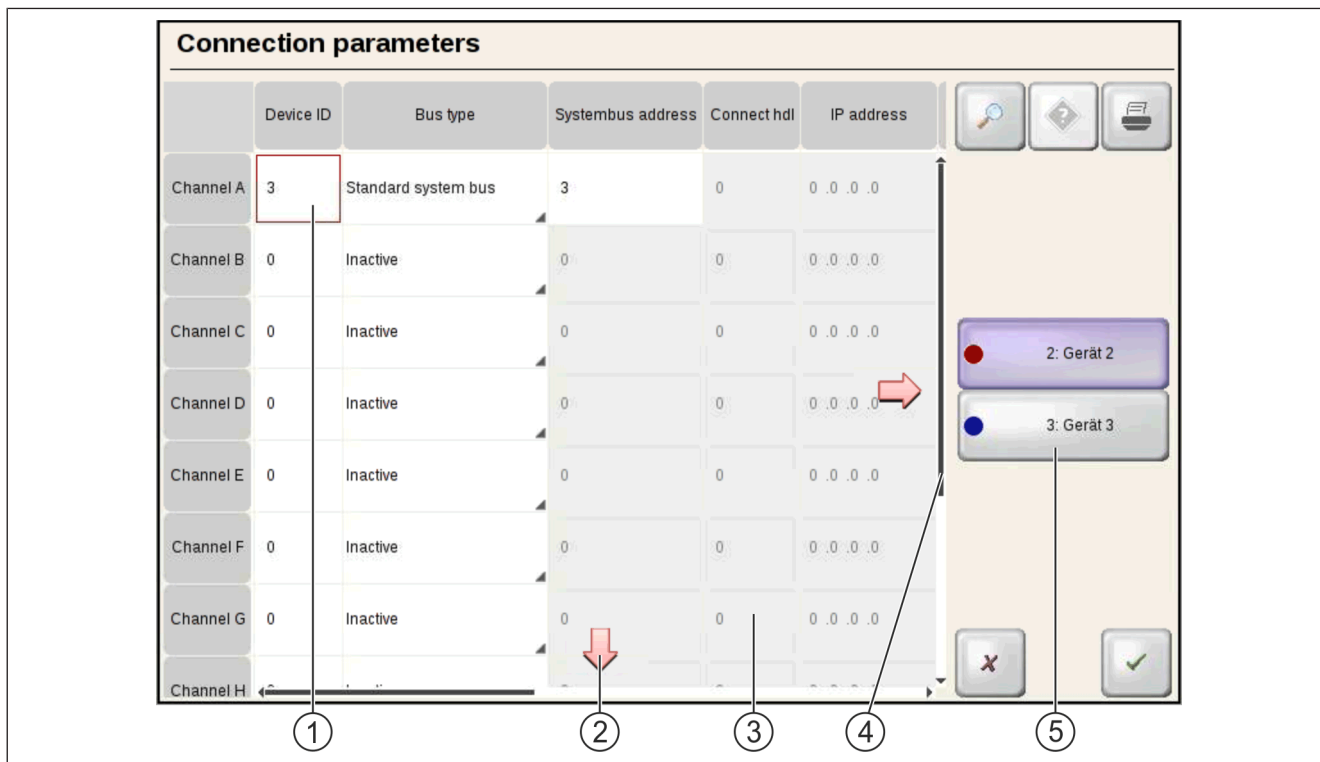 Connection parameters
Device ID Bus type Systembus address Connect hdl IP address
Channel A 3 Standard system bus 3 0 0 .0 .0 .0
Channel B 0 Inactive 0 0 0 .0 .0 .0
Channel C 0 Inactive 0 0 0 .0 .0 .0
2: Gerät 2
Channel D 0 Inactive 0 0 0 .0 .0 .0
3: Gerät 3
Channel E 0 Inactive 0 0 0 .0 .0 .0
Channel F 0 Inactive 0 0 0 .0 .0 .0
Channel G 0 Inactive 0 0 0 .0 .0 .0
Channel H
1 2 3 4 5